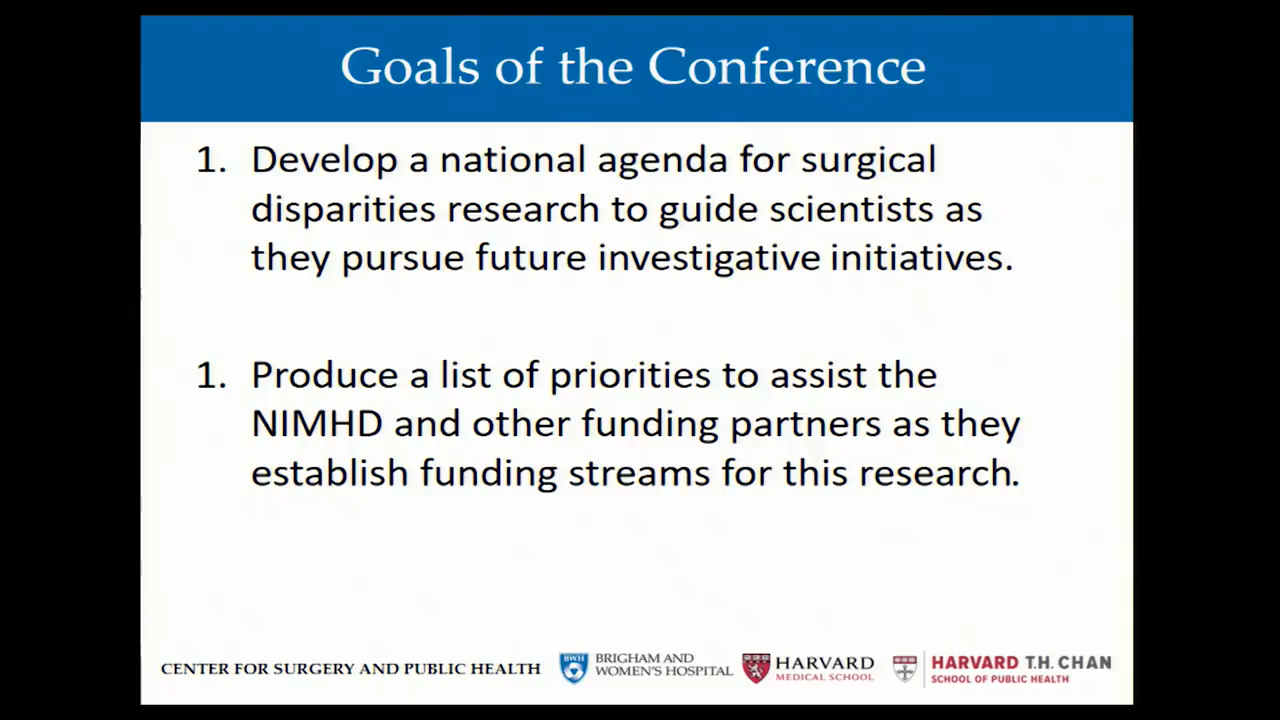 Goals of the Conference
1. Develop a national agenda for surgical
disparities research to guide scientists as
they pursue future investigative initiatives.
1. Produce a list of priorities to assist the
NIMHD and other funding partners as they
establish funding streams for this research.
CENTER FOR SURGERY AND PUBLIC HEALTH
BWH
BRIGHAM AND
WOMEN'S HOSPITAL
HARVARD
MEDICAL SCHOOL
HARVARD T.H. CHAN
SCHOOL OF PUBLIC HEALTH